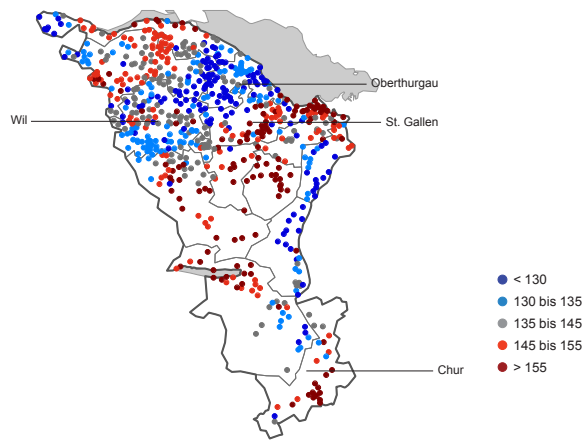 Oberthurgau
Wil
St. Gallen
< 130
130 bis 135
135 bis 145
145 bis 155
> 155
Chur